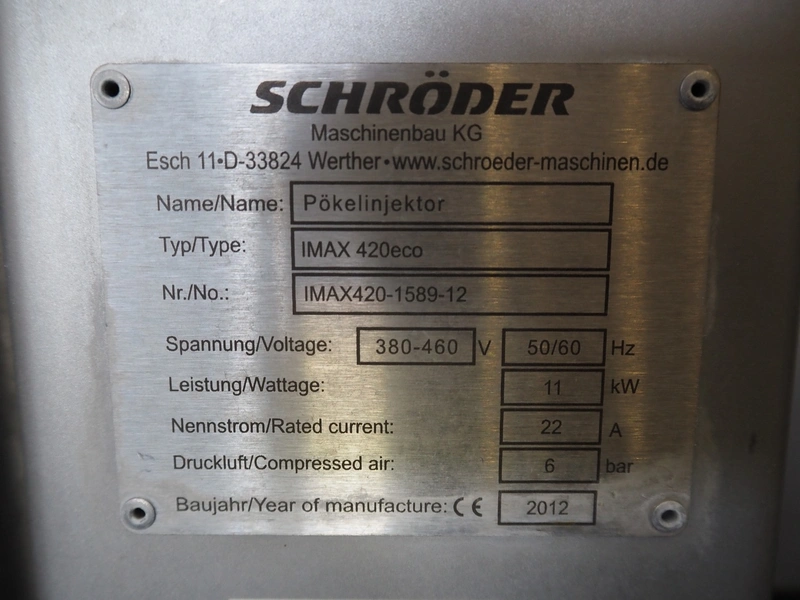 SCHRÖDER
Maschinenbau KG
Esch 11•D-33824 Werther•www.schroeder-maschinen.de
Name/Name: Pökelinjektor
Typ/Type: IMAX 420eco
Nr./No.: IMAX420-1589-12
Spannung/Voltage: 380-460 V 50/60 Hz
Leistung/Wattage: 11 kW
Nennstrom/Rated current: 22 A
Druckluft/Compressed air: 6 bar
Baujahr/Year of manufacture: CE 2012